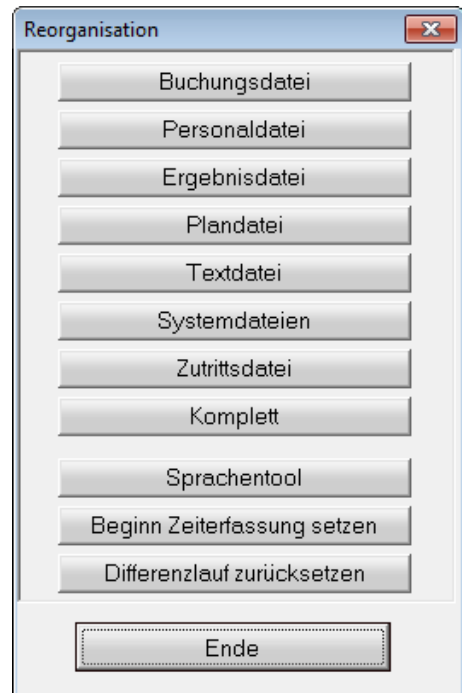 Reorganisation
Buchungsdatei
Personaldatei
Ergebnisdatei
Plandatei
Textdatei
Systemdateien
Zutrittsdatei
Komplett
Sprachentool
Beginn Zeiterfassung setzen
Differenzlauf zurücksetzen
Ende